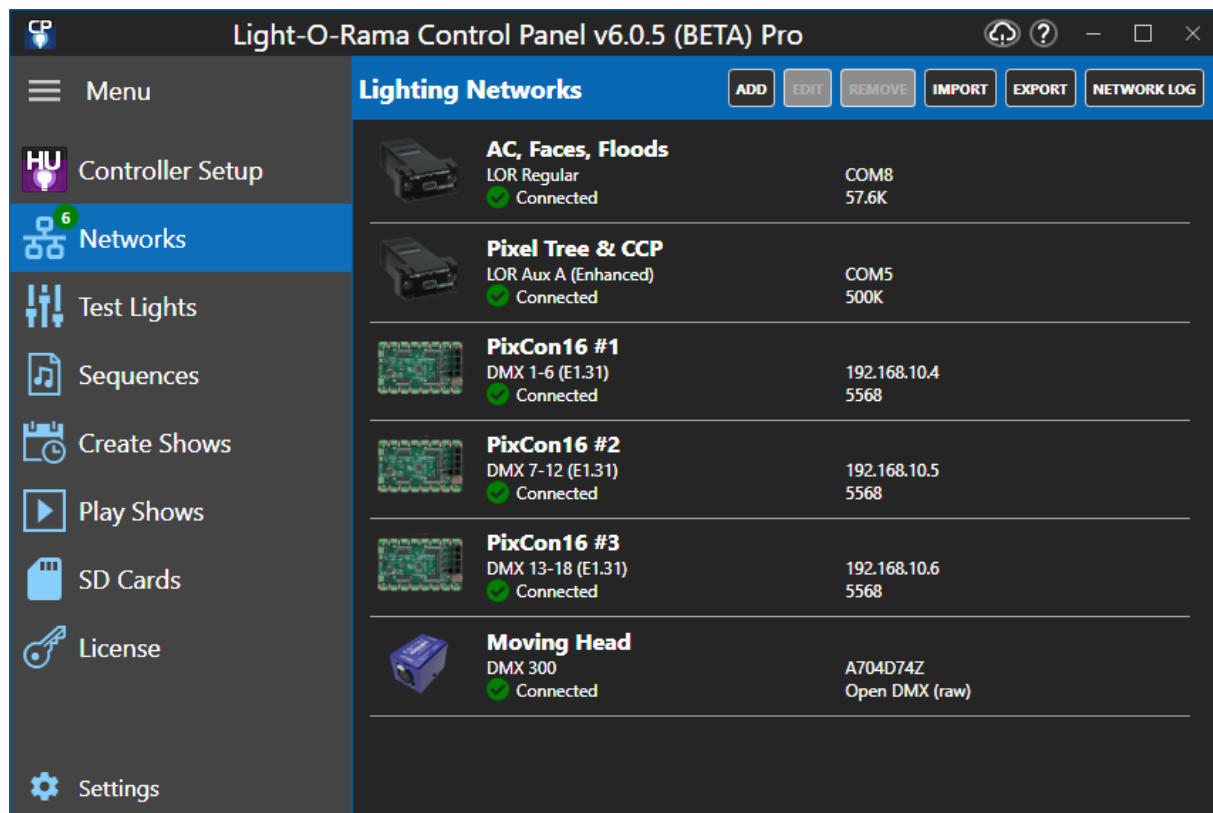 CP
Light-O-Rama Control Panel v6.0.5 (BETA) Pro
?
Menu
HU
Controller Setup
6
Networks
Test Lights
Sequences
Create Shows
Play Shows
SD Cards
License
Settings
Lighting Networks
ADD
EDIT
REMOVE
IMPORT
EXPORT
NETWORK LOG
AC, Faces, Floods
LOR Regular COM8
Connected 57.6K
Pixel Tree & CCP
LOR Aux A (Enhanced) COM5
Connected 500K
PixCon16 #1
DMX 1-6 (E1.31) 192.168.10.4
Connected 5568
PixCon16 #2
DMX 7-12 (E1.31) 192.168.10.5
Connected 5568
PixCon16 #3
DMX 13-18 (E1.31) 192.168.10.6
Connected 5568
Moving Head
DMX 300 A704D74Z
Connected Open DMX (raw)